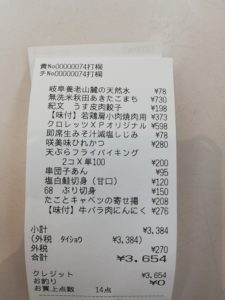 責No00000074打樋
チNo00000074打樋
岐阜養老山麓の天然水 ¥78
無洗米秋田あきたこまち ¥730
紀文 うす皮肉餃子 ¥198
【味付】若鶏肩小肉焼肉用 ¥373
クロレッツXPオリジナル ¥598
即席生みそ汁減塩しじみ ¥78
咲美味ひれかつ ¥280
天ぷらフライバイキング
2コX単100 ¥200
串団子あん ¥95
塩白鮭切身(甘口) ¥120
68 ぶり切身 ¥150
たことキャベツの寄せ揚 ¥208
【味付】牛バラ肉にんにく ¥276
小計 ¥3,384
(外税 タイショウ ¥3,384)
外税 ¥270
合計 ¥3,654
クレジット ¥3,654
お釣り ¥0
お買上点数 14点